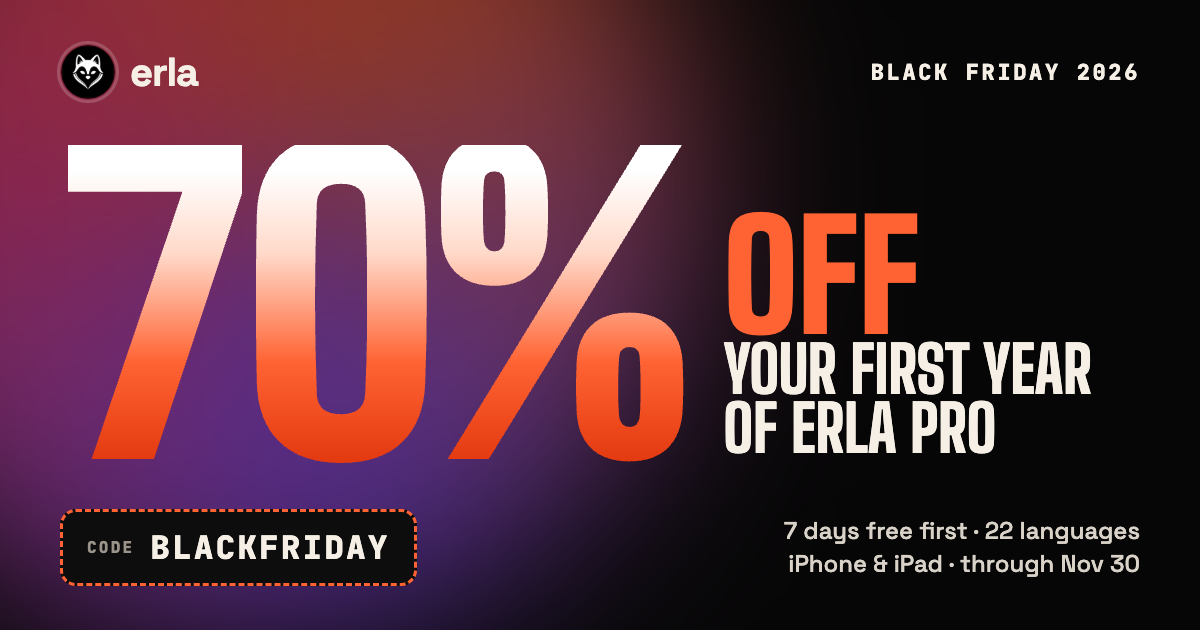 erla
BLACK FRIDAY 2026
70%
OFF
YOUR FIRST YEAR
OF ERLA PRO
CODE BLACKFRIDAY
7 days free first · 22 languages
iPhone & iPad · through Nov 30